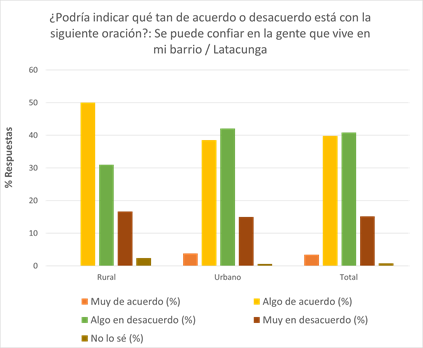 ¿Podría indicar qué tan de acuerdo o desacuerdo está con la
siguiente oración?: Se puede confiar en la gente que vive en
mi barrio / Latacunga
60
50
40
30
20
10
0
% Respuestas
Rural Urbano Total
Muy de acuerdo (%) Algo de acuerdo (%)
Algo en desacuerdo (%) Muy en desacuerdo (%)
No lo sé (%)